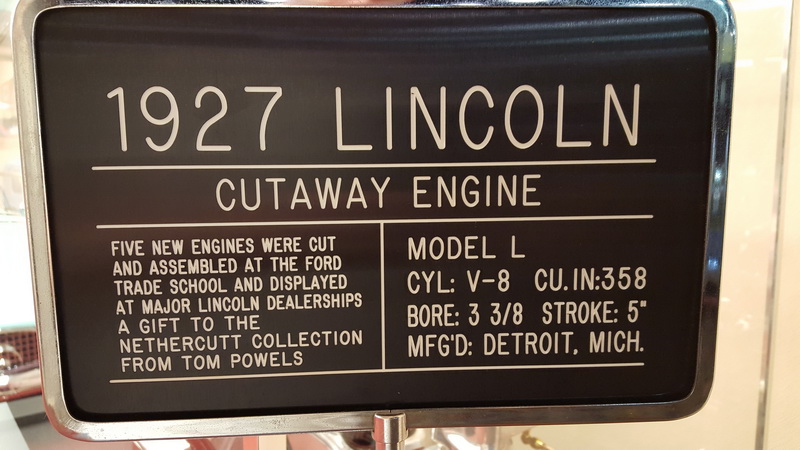 1927 LINCOLN
CUTAWAY ENGINE
FIVE NEW ENGINES WERE CUT
AND ASSEMBLED AT THE FORD
TRADE SCHOOL AND DISPLAYED
AT MAJOR LINCOLN DEALERSHIPS
A GIFT TO THE
NETHERCUTT COLLECTION
FROM TOM POWELS
MODEL L
CYL: V-8 CU.IN:358
BORE: 3 3/8 STROKE: 5"
MFG'D: DETROIT, MICH.